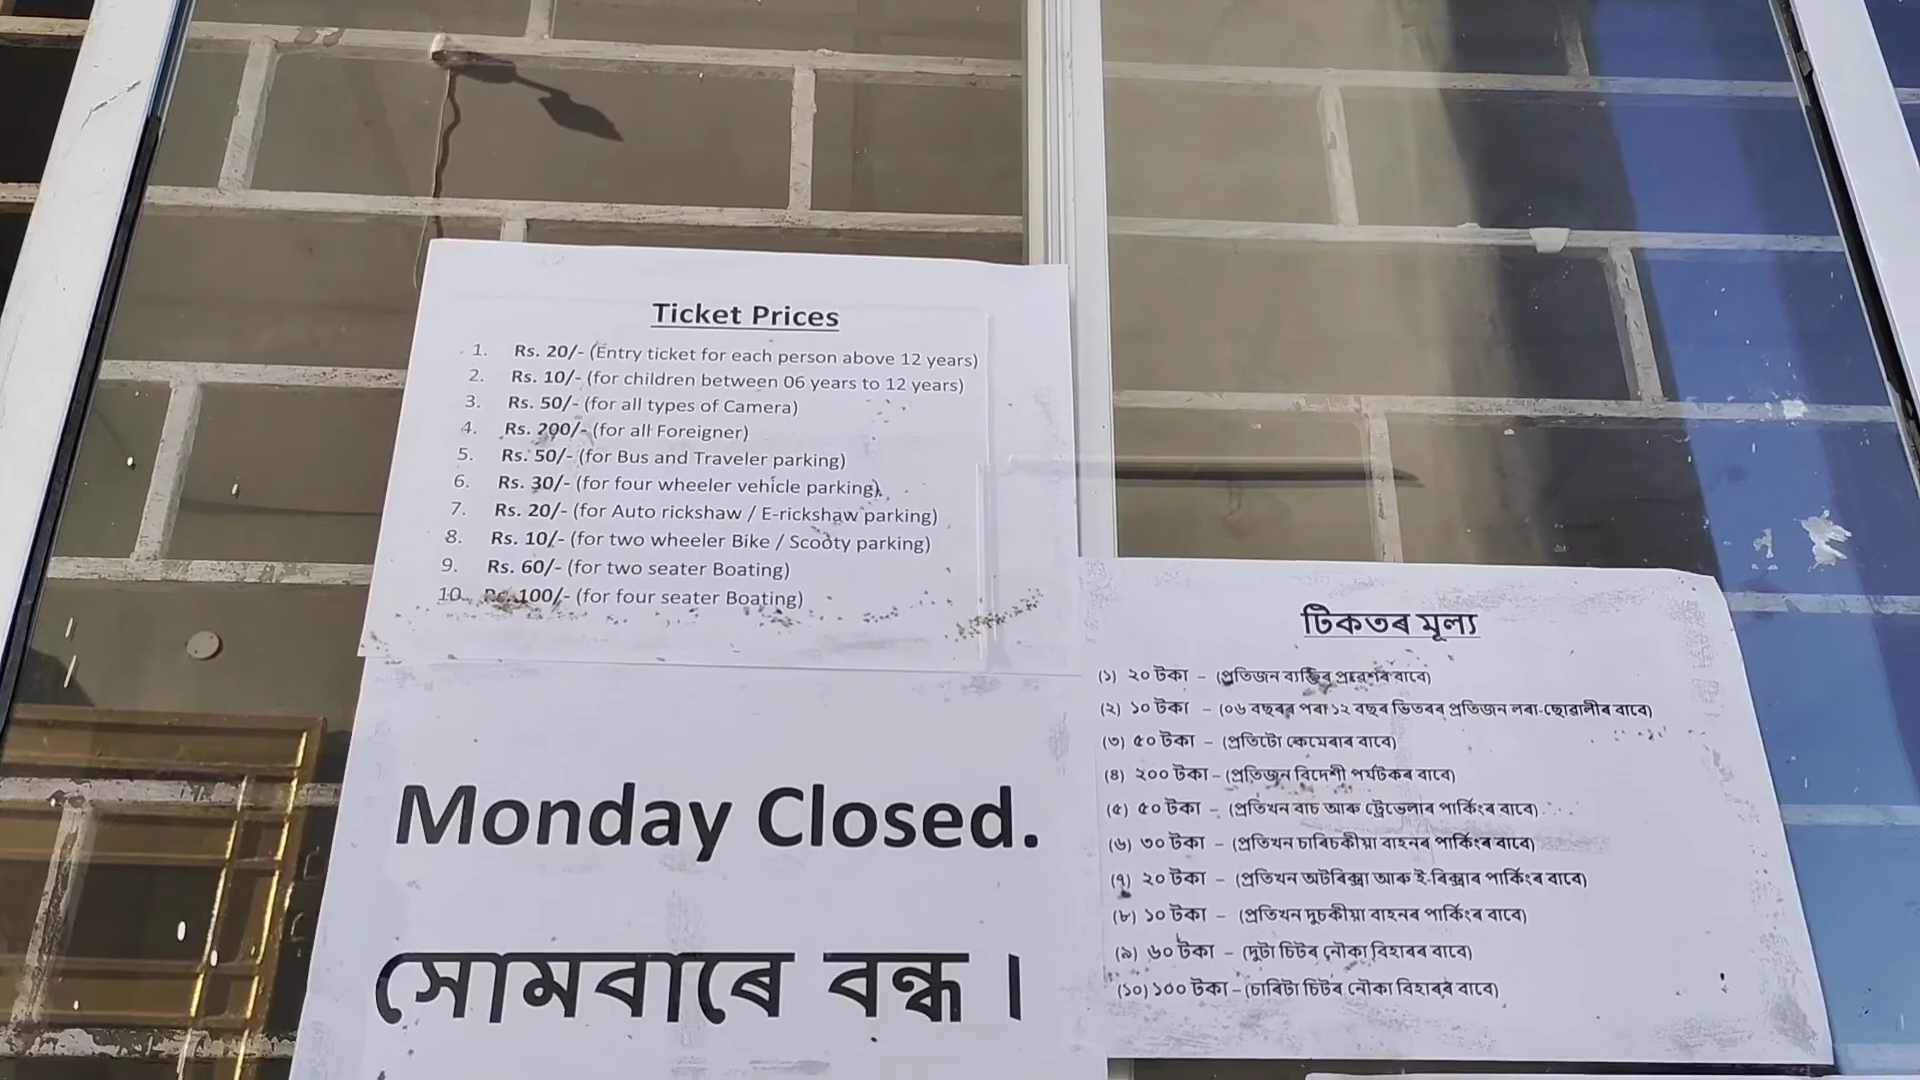 Ticket Prices
1. Rs. 20/- (Entry ticket for each person above 12 years)
2. Rs. 10/- (for children between 06 years to 12 years)
3. Rs. 50/- (for all types of Camera)
4. Rs. 200/- (for all Foreigner)
5. Rs. 50/- (for Bus and Traveler parking)
6. Rs. 30/- (for four wheeler vehicle parking)
7. Rs. 20/- (for Auto rickshaw / E-rickshaw parking)
8. Rs. 10/- (for two wheeler Bike / Scooty parking)
9. Rs. 60/- (for two seater Boating)
10. Rs. 100/- (for four seater Boating)
Monday Closed.
সোমবাৰে বন্ধ ।
টিকতৰ মূল্য
(১) ২০ টকা – (প্ৰতিজন ব্যক্তিৰ প্ৰৱেশৰ বাবে)
(২) ১০ টকা – (০৬ বছৰৰ পৰা ১২ বছৰ ভিতৰৰ প্ৰতিজন লৰা-ছোৱালীৰ বাবে)
(৩) ৫০ টকা – (প্ৰতিটো কেমেৰাৰ বাবে)
(৪) ২০০ টকা – (প্ৰতিজন বিদেশী পৰ্যটকৰ বাবে)
(৫) ৫০ টকা – (প্ৰতিখন বাচ আৰু ট্ৰেভেলাৰ পাৰ্কিংৰ বাবে)
(৬) ৩০ টকা – (প্ৰতিখন চাৰিচকীয়া বাহনৰ পাৰ্কিংৰ বাবে)
(৭) ২০ টকা – (প্ৰতিখন অটৰিক্সা আৰু ই-ৰিক্সাৰ পাৰ্কিংৰ বাবে)
(৮) ১০ টকা – (প্ৰতিখন দুচকীয়া বাহনৰ পাৰ্কিংৰ বাবে)
(৯) ৬০ টকা – (দুটা চিটৰ নৌকা বিহাৰৰ বাবে)
(১০) ১০০ টকা – (চাৰিটা চিটৰ নৌকা বিহাৰৰ বাবে)